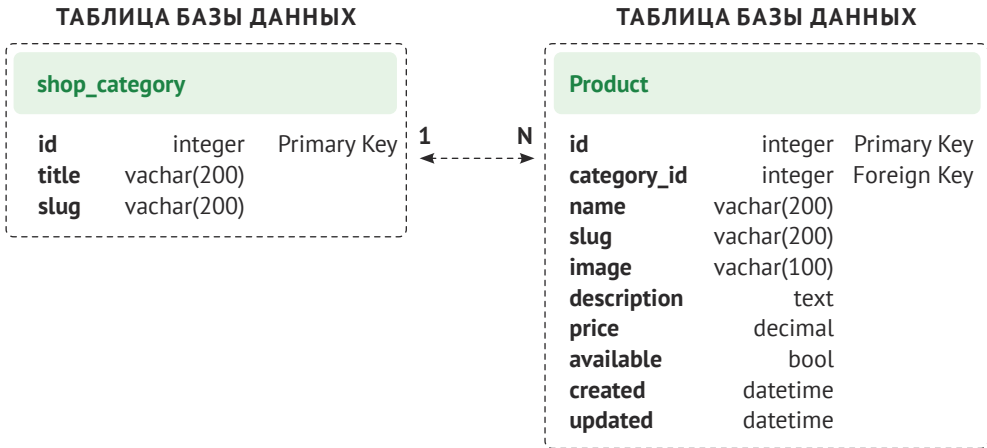 ТАБЛИЦА БАЗЫ ДАННЫХ
shop_category
id integer Primary Key
title vachar(200)
slug vachar(200)
1 N
ТАБЛИЦА БАЗЫ ДАННЫХ
Product
id integer Primary Key
category_id integer Foreign Key
name vachar(200)
slug vachar(200)
image vachar(100)
description text
price decimal
available bool
created datetime
updated datetime